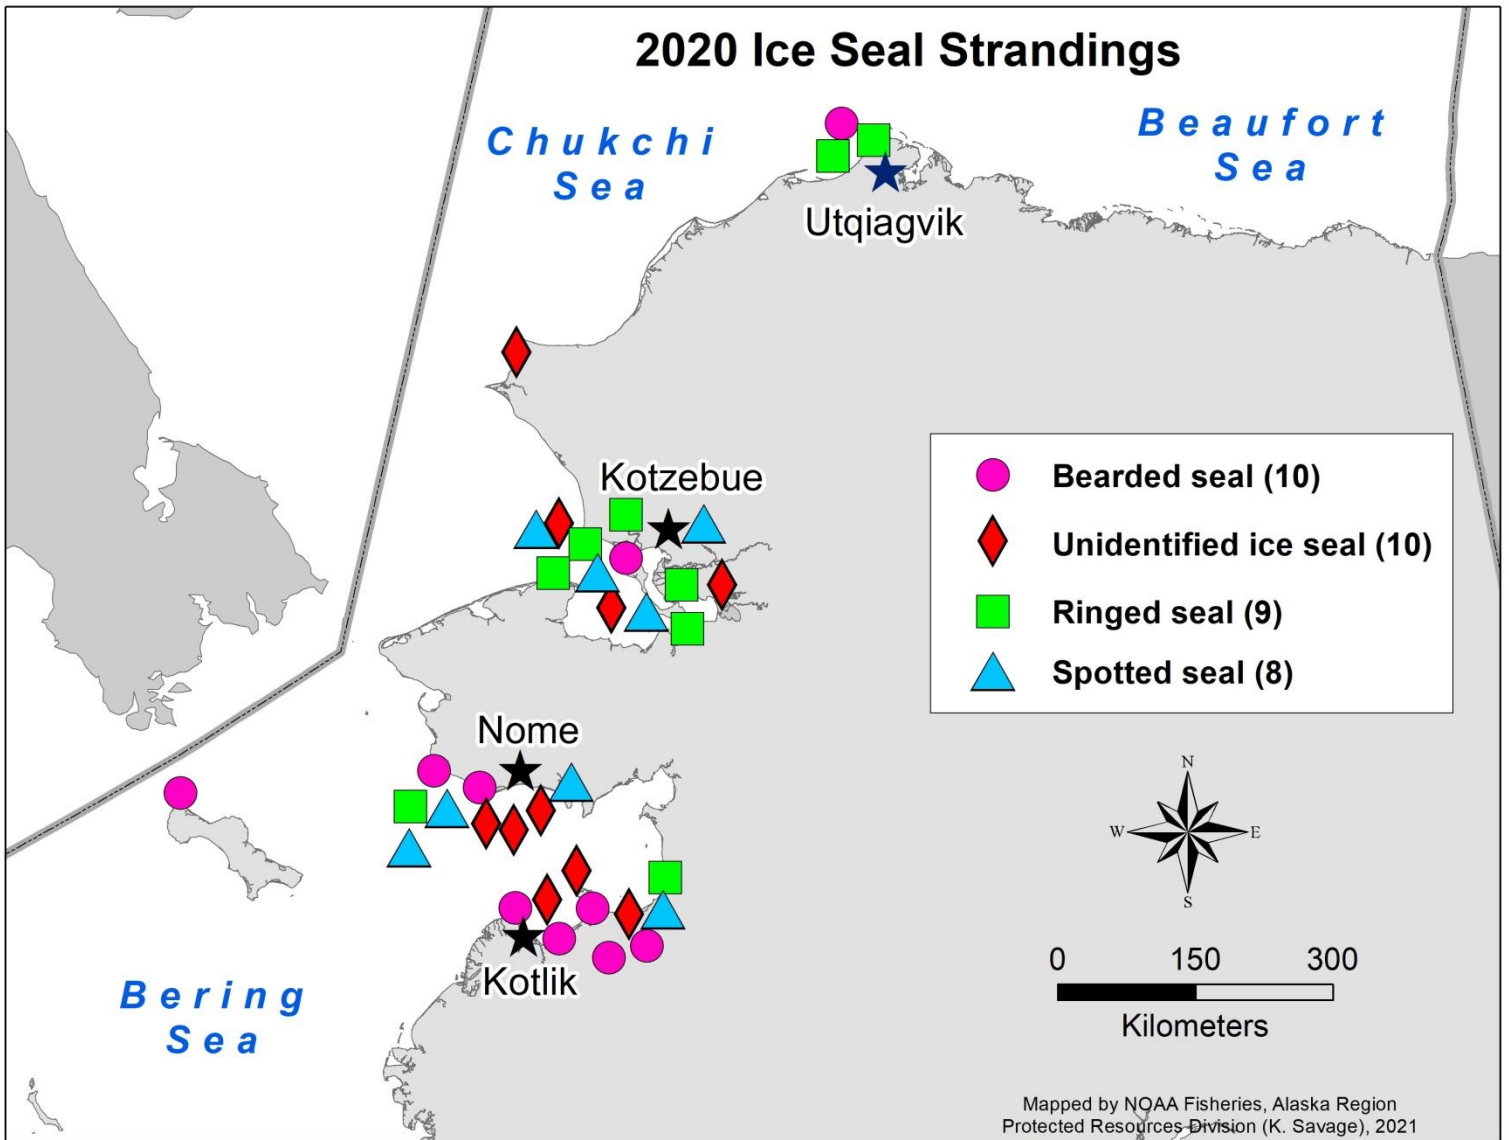 2020 Ice Seal Strandings
Chukchi
Sea
Beaufort
Sea
Utqiagvik
Kotzebue
Bearded seal (10)
Unidentified ice seal (10)
Ringed seal (9)
Spotted seal (8)
Nome
N
W
E
S
Kotlik
0 150 300
Kilometers
Bering
Sea
Mapped by NOAA Fisheries, Alaska Region
Protected Resources Division (K. Savage), 2021